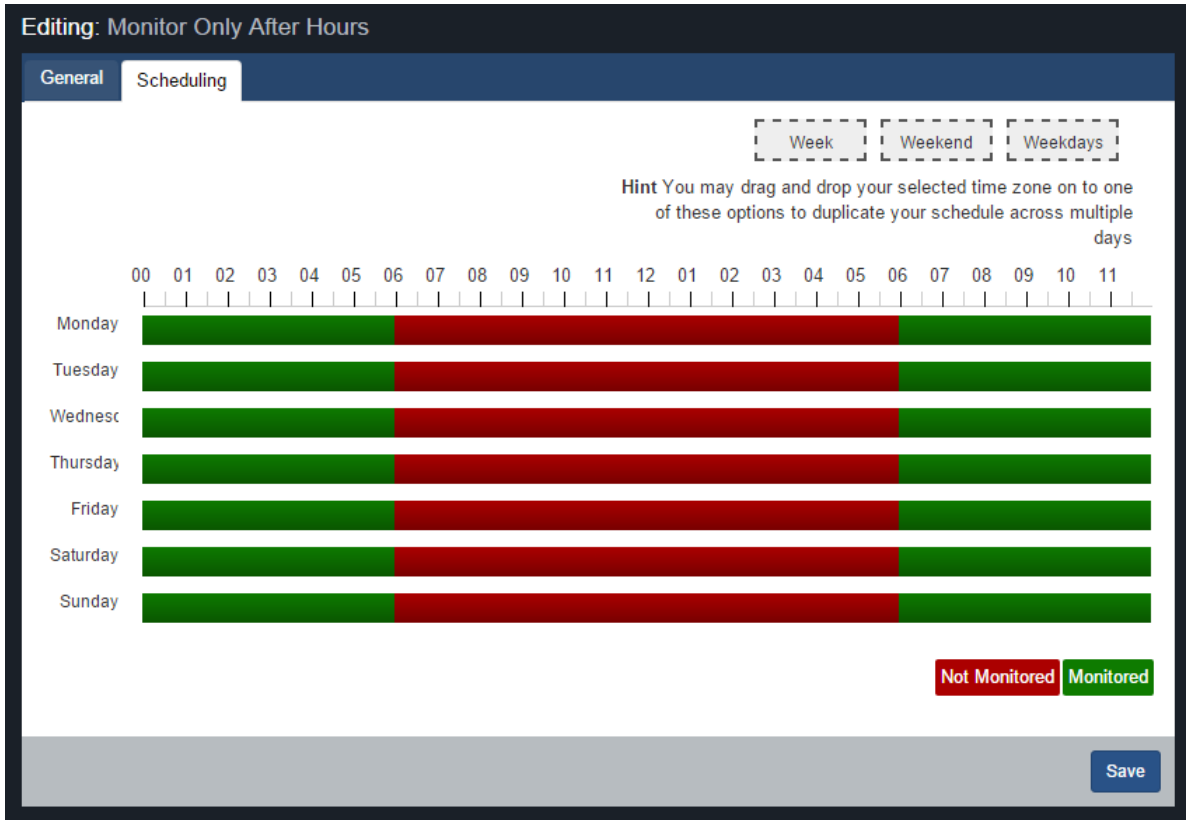 Editing: Monitor Only After Hours
General Scheduling
Week Weekend Weekdays
Hint You may drag and drop your selected time zone on to one
of these options to duplicate your schedule across multiple
days
00 01 02 03 04 05 06 07 08 09 10 11 12 01 02 03 04 05 06 07 08 09 10 11
Monday
Tuesday
Wednesc
Thursday
Friday
Saturday
Sunday
Not Monitored Monitored
Save